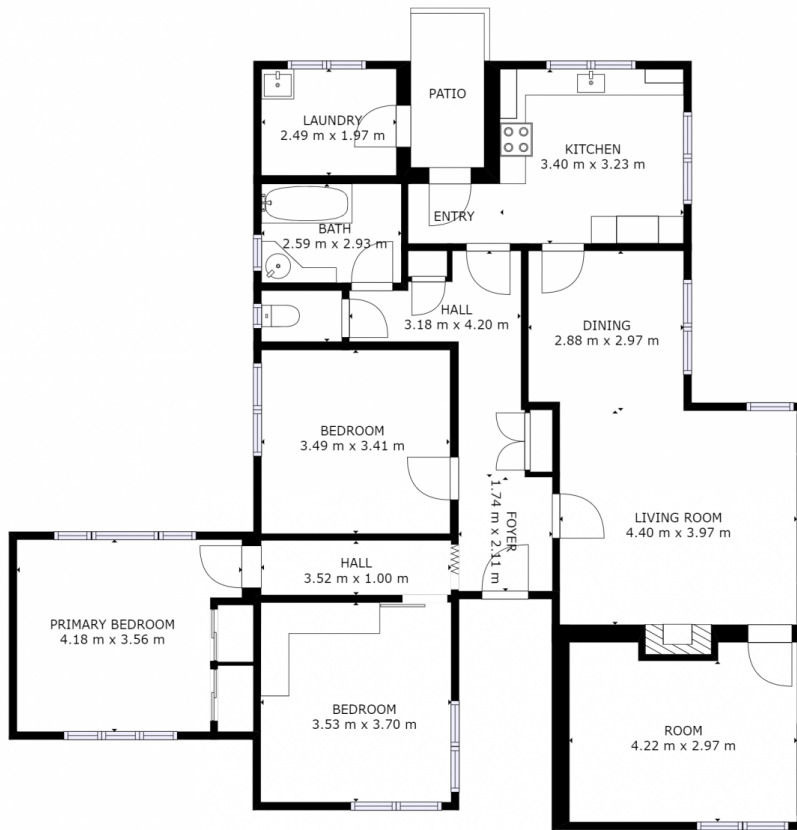 PATIO
LAUNDRY
2.49 m x 1.97 m
KITCHEN
3.40 m x 3.23 m
ENTRY
BATH
2.59 m x 2.93 m
HALL
3.18 m x 4.20 m
DINING
2.88 m x 2.97 m
BEDROOM
3.49 m x 3.41 m
FOYER
1.74 m x 2.11 m
LIVING ROOM
4.40 m x 3.97 m
HALL
3.52 m x 1.00 m
PRIMARY BEDROOM
4.18 m x 3.56 m
BEDROOM
3.53 m x 3.70 m
ROOM
4.22 m x 2.97 m